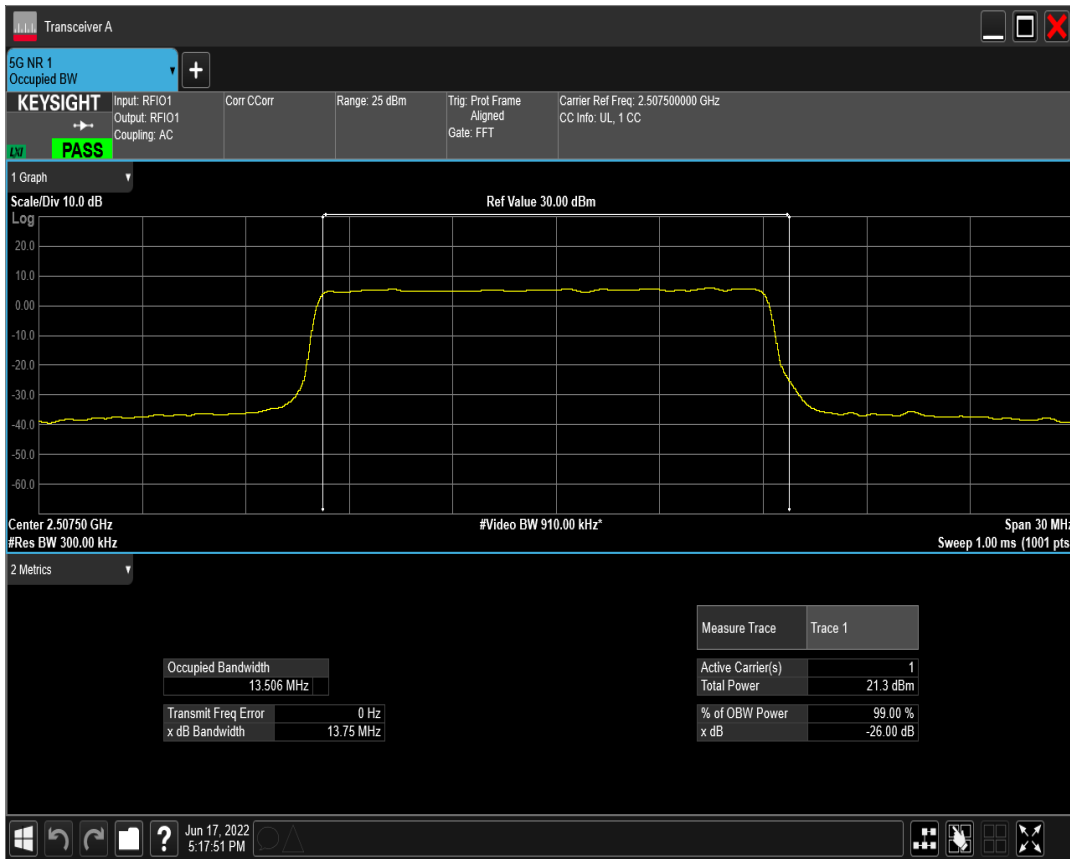 Transceiver A
5G NR 1
Occupied BW
+
KEYSIGHT
LXI
PASS
Input: RFIO1
Output: RFIO1
Coupling: AC
Corr CCorr
Range: 25 dBm
Trig: Prot Frame
Aligned
Gate: FFT
Carrier Ref Freq: 2.507500000 GHz
CC Info: UL, 1 CC
1 Graph
Scale/Div 10.0 dB
Ref Value 30.00 dBm
Log
20.0
10.0
0.00
-10.0
-20.0
-30.0
-40.0
-50.0
-60.0
Center 2.50750 GHz
#Video BW 910.00 kHz*
Span 30 MHz
#Res BW 300.00 kHz
Sweep 1.00 ms (1001 pts
2 Metrics
Measure Trace Trace 1
Occupied Bandwidth
13.506 MHz
Transmit Freq Error 0 Hz
x dB Bandwidth 13.75 MHz
Active Carrier(s) 1
Total Power 21.3 dBm
% of OBW Power 99.00 %
x dB -26.00 dB
?
Jun 17, 2022
5:17:51 PM